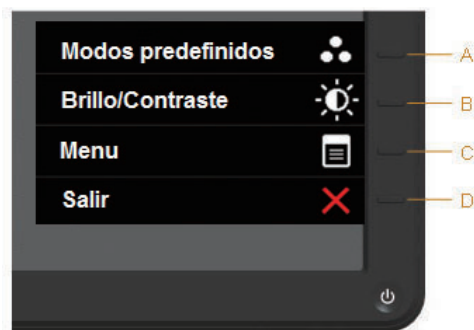 Modos predefinidos
A
Brillo/Contraste
B
Menu
C
Salir
D